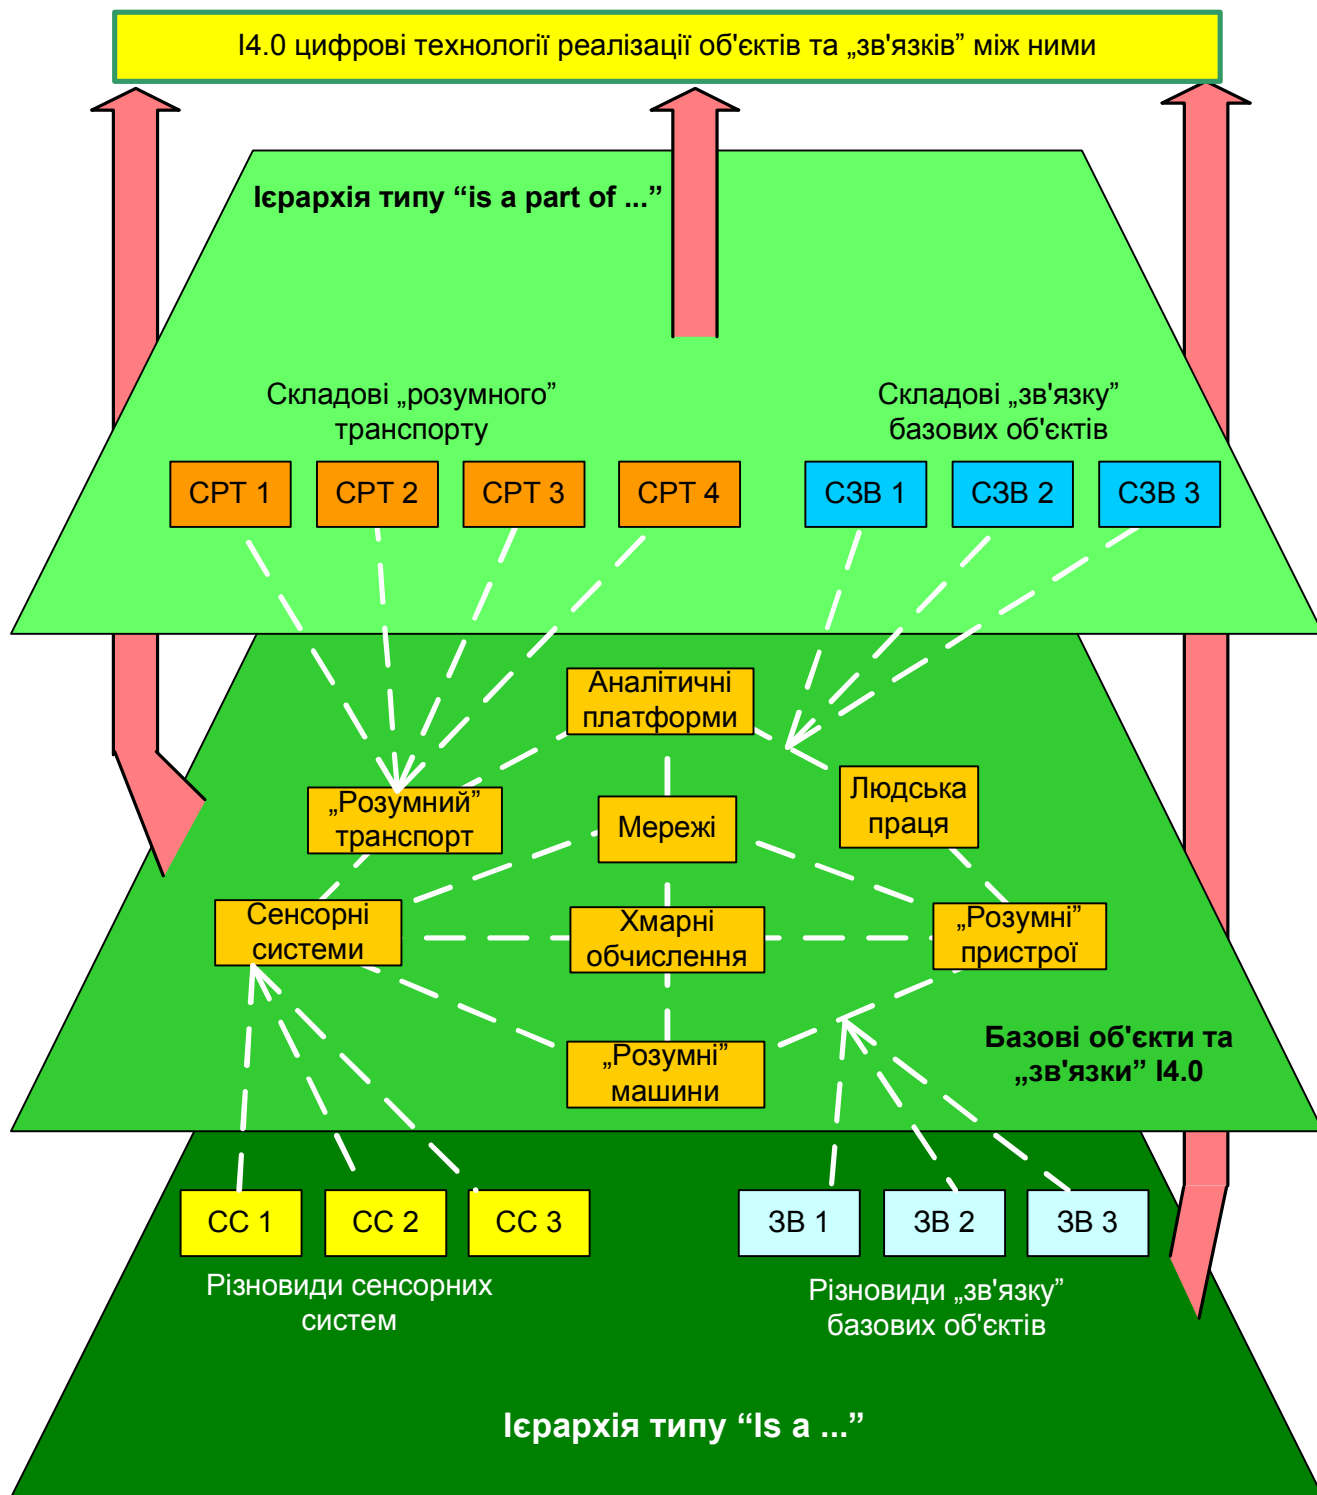 І4.0 цифрові технології реалізації об'єктів та „зв'язків” між ними
Ієрархія типу “is a part of ...”
Складові „розумного”
транспорту
Складові „зв'язку”
базових об'єктів
СРТ 1
СРТ 2
СРТ 3
СРТ 4
СЗВ 1
СЗВ 2
СЗВ 3
Аналітичні
платформи
„Розумний”
транспорт
Мережі
Людська
праця
Сенсорні
системи
Хмарні
обчислення
„Розумні”
пристрої
„Розумні”
машини
Базові об'єкти та
„зв'язки” І4.0
СС 1
СС 2
СС 3
ЗВ 1
ЗВ 2
ЗВ 3
Різновиди сенсорних
систем
Різновиди „зв'язку”
базових об'єктів
Ієрархія типу “Is a ...”